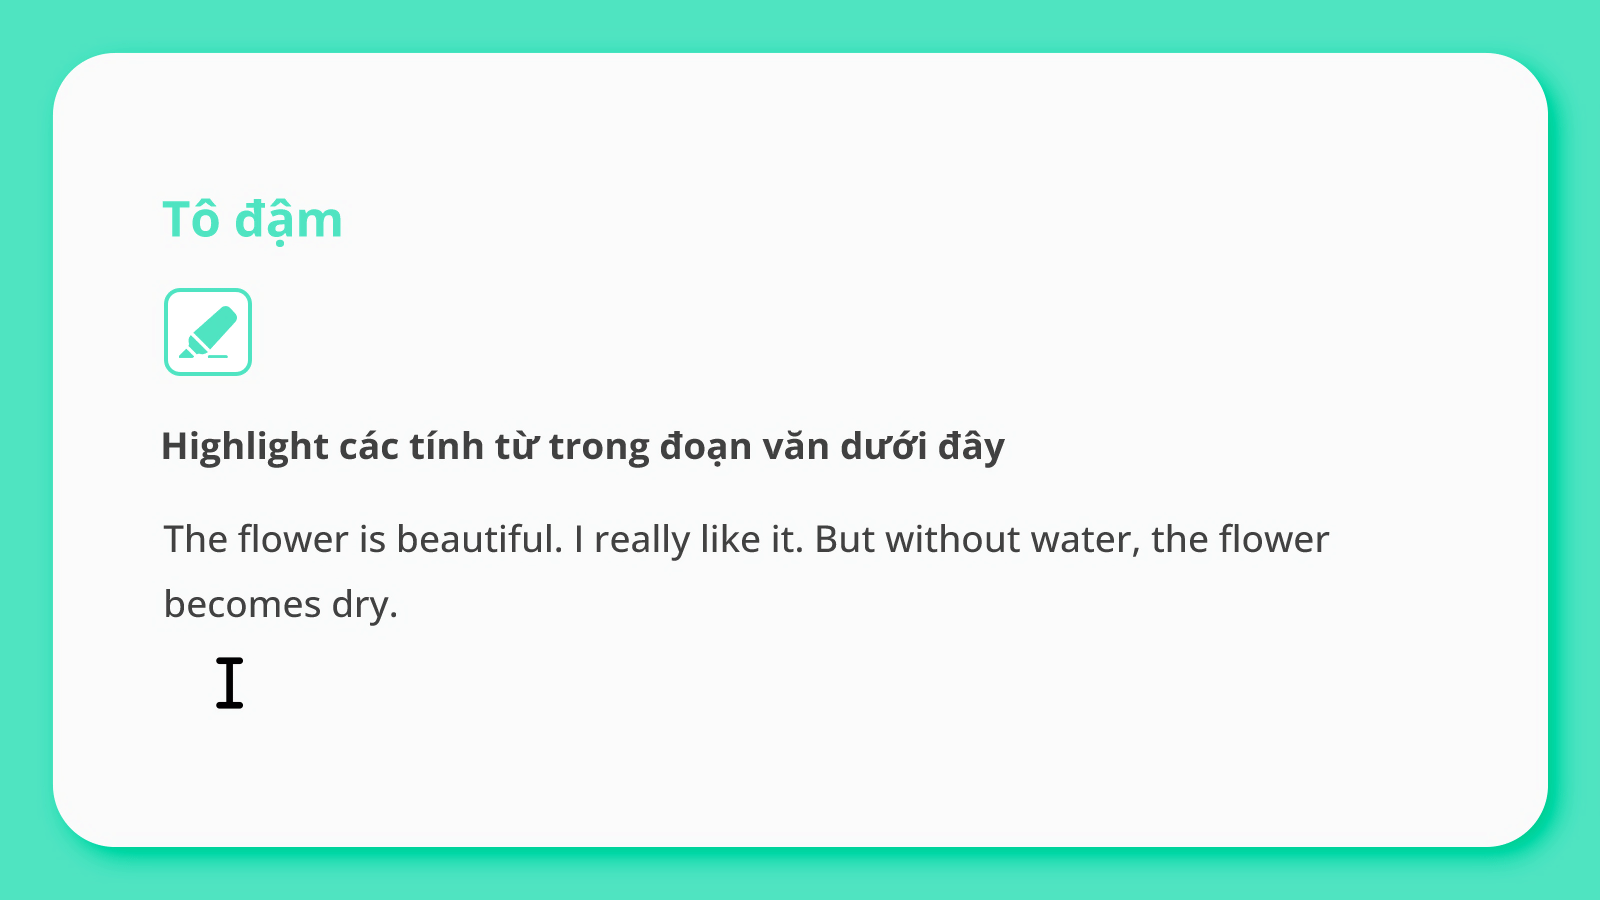 Tô đậm
Highlight các tính từ trong đoạn văn dưới đây
The flower is beautiful. I really like it. But without water, the flower
becomes dry.